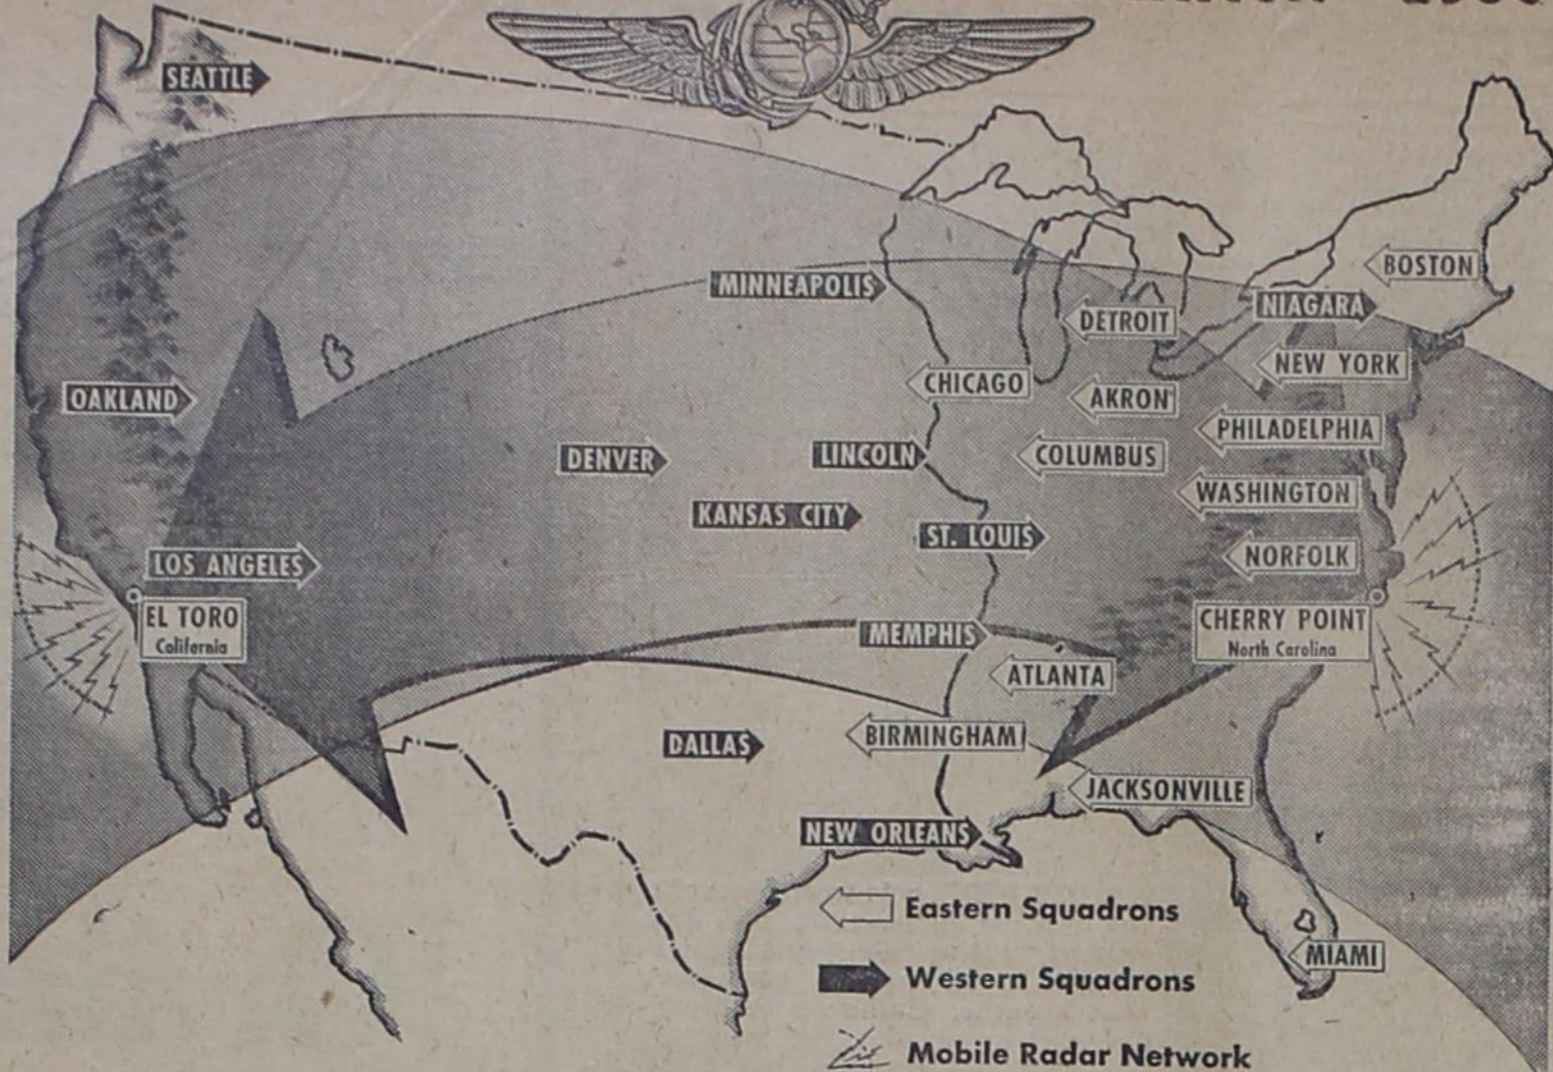 SEATTLE
BOSTON
MINNEAPOLIS
NIAGARA
DETROIT
NEW YORK
CHICAGO
OAKLAND
AKRON
PHILADELPHIA
DENVER
LINCOLN
COLUMBUS
WASHINGTON
KANSAS CITY
ST. LOUIS
NORFOLK
LOS ANGELES
EL TORO
California
CHERRY POINT
North Carolina
MEMPHIS
ATLANTA
DALLAS
BIRMINGHAM
JACKSONVILLE
NEW ORLEANS
Eastern Squadrons
MIAMI
Western Squadrons
Mobile Radar Network